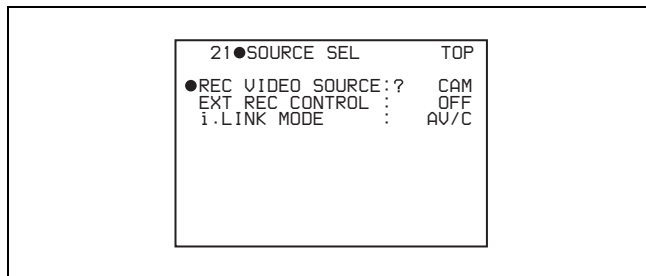 21●SOURCE SEL TOP
●REC VIDEO SOURCE:? CAM
EXT REC CONTROL : OFF
i.LINK MODE : AV/C